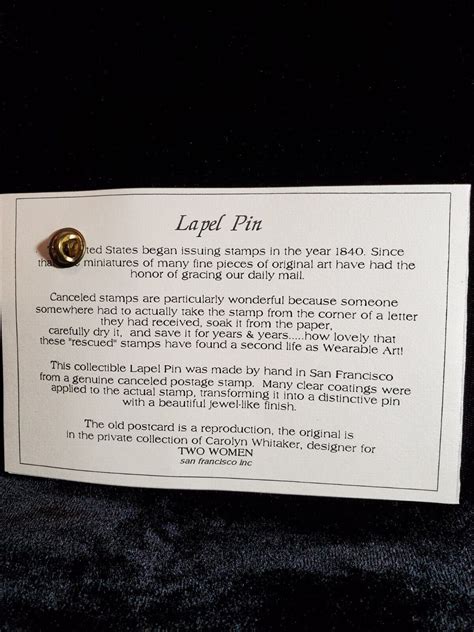 Lapel Pin
ted States began issuing stamps in the year 1840. Since
tha miniatures of many fine pieces of original art have had the
honor of gracing our daily mail.
Canceled stamps are particularly wonderful because someone
somewhere had to actually take the stamp from the corner of a letter
they had received, soak it from the paper,
carefully dry it, and save it for years & years.....how lovely that
these "rescued" stamps have found a second life as Wearable Art!
This collectible Lapel Pin was made by hand in San Francisco
from a genuine canceled postage stamp. Many clear coatings were
applied to the actual stamp, transforming it into a distinctive pin
with a beautiful jewel-like finish.
The old postcard is a reproduction, the original is
in the private collection of Carolyn Whitaker, designer for
TWO WOMEN
san francisco inc